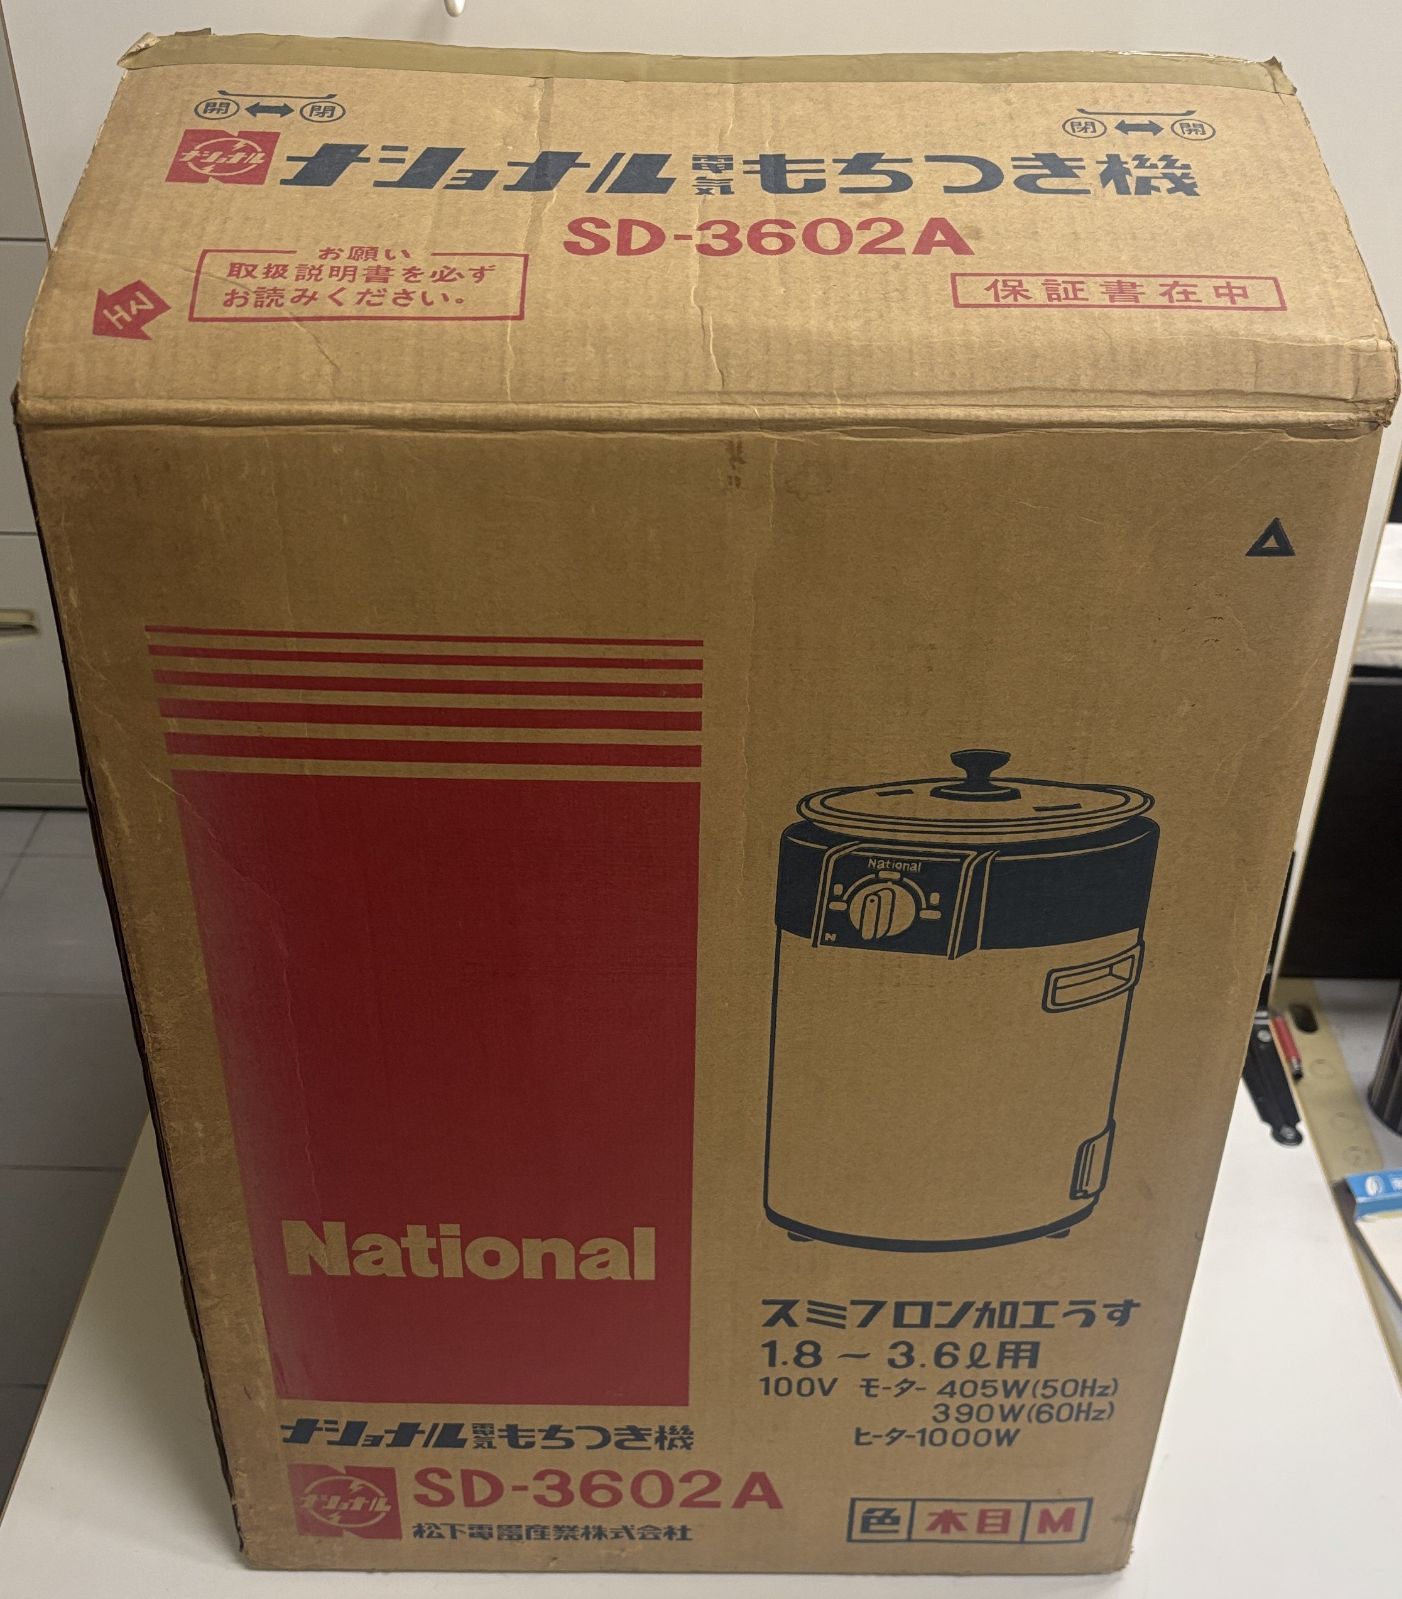 開 閉
閉 開
ナショナル
ナショナル電気もちつき機
SD-3602A
お願い
取扱説明書を必ず
お読みください。
保証書在中
National
National
スミフロン加工うす
1.8～3.6ℓ用
100V モーター 405W(50Hz)
390W(60Hz)
ヒーター1000W
ナショナル電気もちつき機
ナショナル
SD-3602A
松下電器産業株式会社
色 木目 M